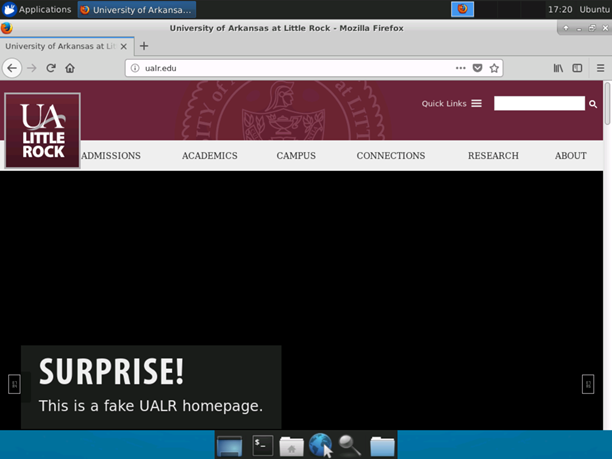 Applications
University of Arkansa...
17:20 Ubuntu
University of Arkansas at Little Rock - Mozilla Firefox
University of Arkansas at Li
ualr.edu
Quick Links
UA
LITTLE
ROCK
ADMISSIONS
ACADEMICS
CAMPUS
CONNECTIONS
RESEARCH
ABOUT
SURPRISE!
This is a fake UALR homepage.